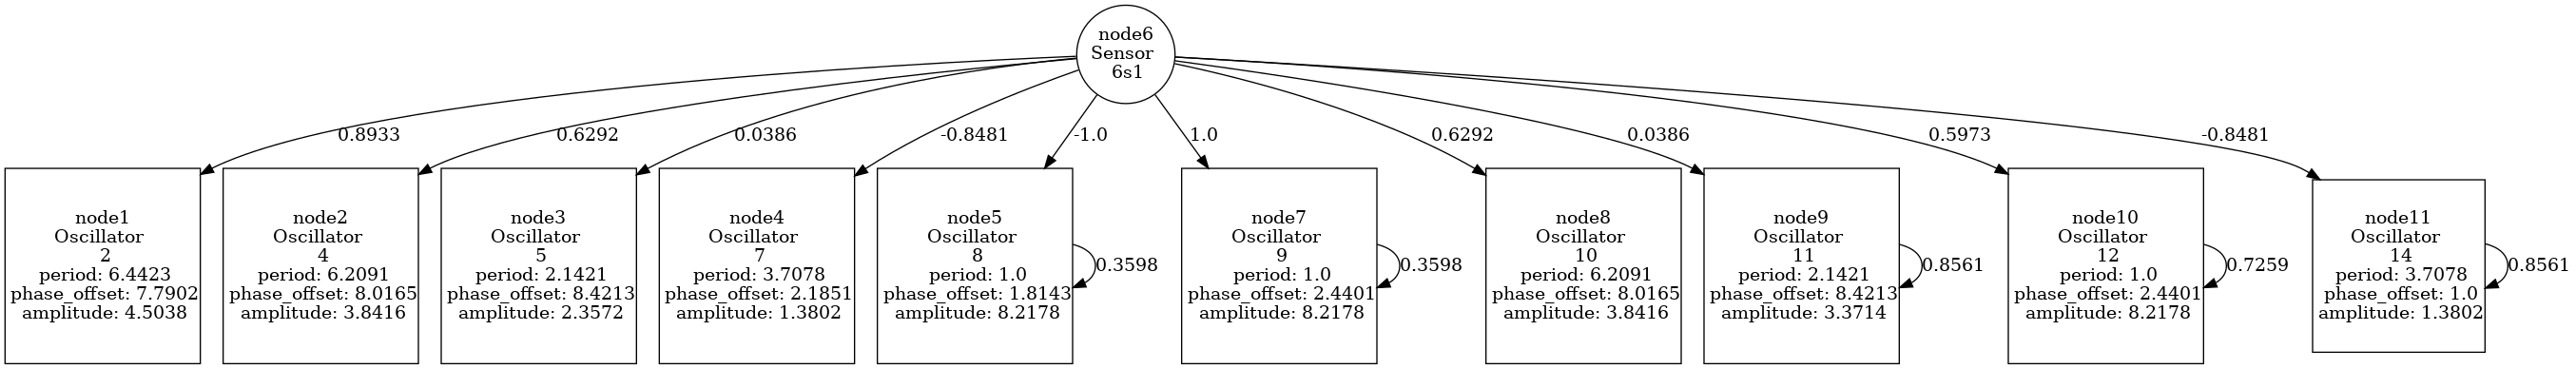 node6
Sensor
6s1
0.8933
0.6292
0.0386
-0.8481
-1.0
1.0
0.6292
0.0386
0.5973
-0.8481
node1
Oscillator
2
period: 6.4423
phase_offset: 7.7902
amplitude: 4.5038
node2
Oscillator
4
period: 6.2091
phase_offset: 8.0165
amplitude: 3.8416
node3
Oscillator
5
period: 2.1421
phase_offset: 8.4213
amplitude: 2.3572
node4
Oscillator
7
period: 3.7078
phase_offset: 2.1851
amplitude: 1.3802
node5
Oscillator
8
period: 1.0
phase_offset: 1.8143
amplitude: 8.2178
0.3598
node7
Oscillator
9
period: 1.0
phase_offset: 2.4401
amplitude: 8.2178
0.3598
node8
Oscillator
10
period: 6.2091
phase_offset: 8.0165
amplitude: 3.8416
node9
Oscillator
11
period: 2.1421
phase_offset: 8.4213
amplitude: 3.3714
0.8561
node10
Oscillator
12
period: 1.0
phase_offset: 2.4401
amplitude: 8.2178
0.7259
node11
Oscillator
14
period: 3.7078
phase_offset: 1.0
amplitude: 1.3802
0.8561